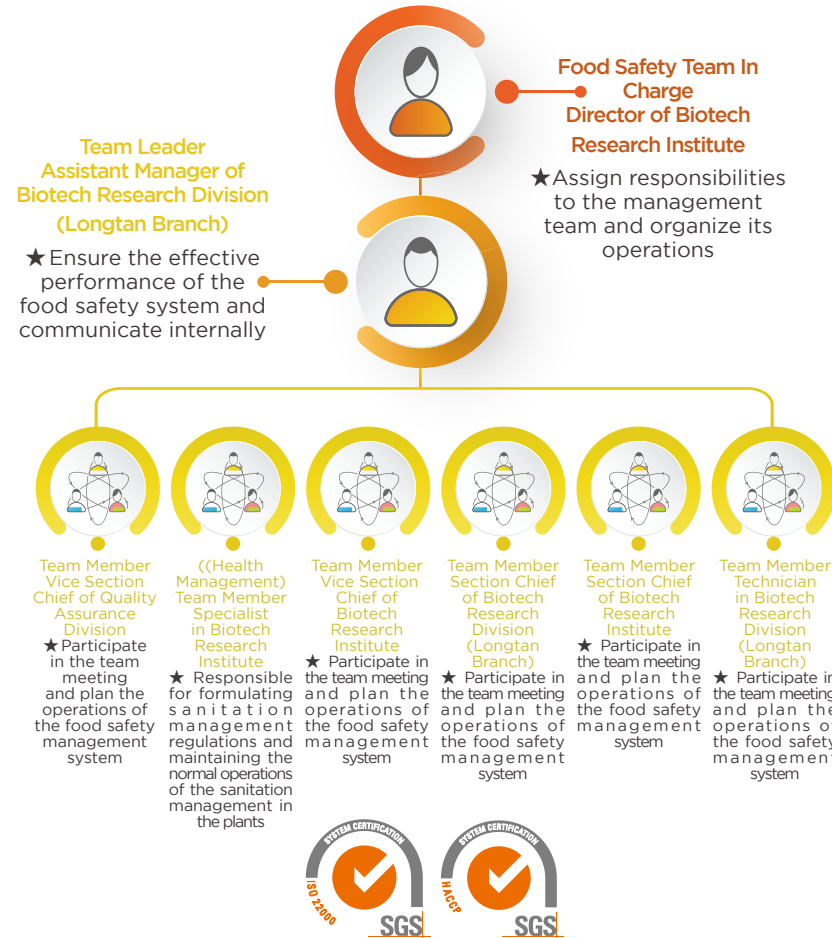 Food Safety Team In
Charge
Director of Biotech
Research Institute
★Assign responsibilities
to the management
team and organize its
operations
Team Leader
Assistant Manager of
Biotech Research Division
(Longtan Branch)
★ Ensure the effective
performance of the
food safety system and
communicate internally
Team Member
Vice Section
Chief of Quality
Assurance
Division
★ Participate
in the team
meeting
and plan the
operations of
the food safety
management
system
((Health
Management)
Team Member
Specialist
in Biotech
Research
Institute
★ Responsible
for formulating
sanitation
management
regulations and
maintaining the
normal operations
of the sanitation
management in
the plants
Team Member
Vice Section
Chief of
Biotech
Research
Institute
★ Participate in
the team meeting
and plan the
operations of
the food safety
management
system
Team Member
Section Chief
of Biotech
Research
Division
(Longtan
Branch)
★ Participate in
the team meeting
and plan the
operations of
the food safety
management
system
Team Member
Section Chief
of Biotech
Research
Institute
★ Participate in
the team meeting
and plan the
operations of
the food safety
management
system
Team Member
Technician
in Biotech
Research
Division
(Longtan
Branch)
★ Participate in
the team meeting
and plan the
operations of
the food safety
management
system
SYSTEM CERTIFICATION
ISO 22000
SGS
SYSTEM CERTIFICATION
HACCP
SGS